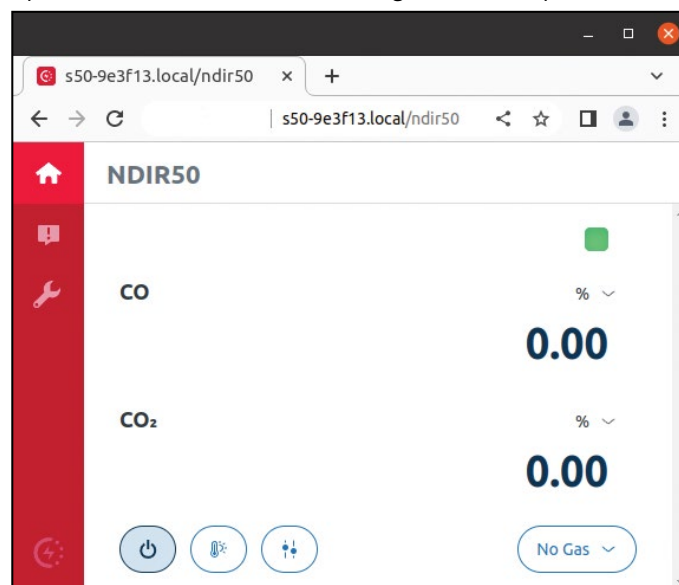 s50-9e3f13.local/ndir50
s50-9e3f13.local/ndir50
NDIR50
CO
%
0.00
CO₂
%
0.00
No Gas